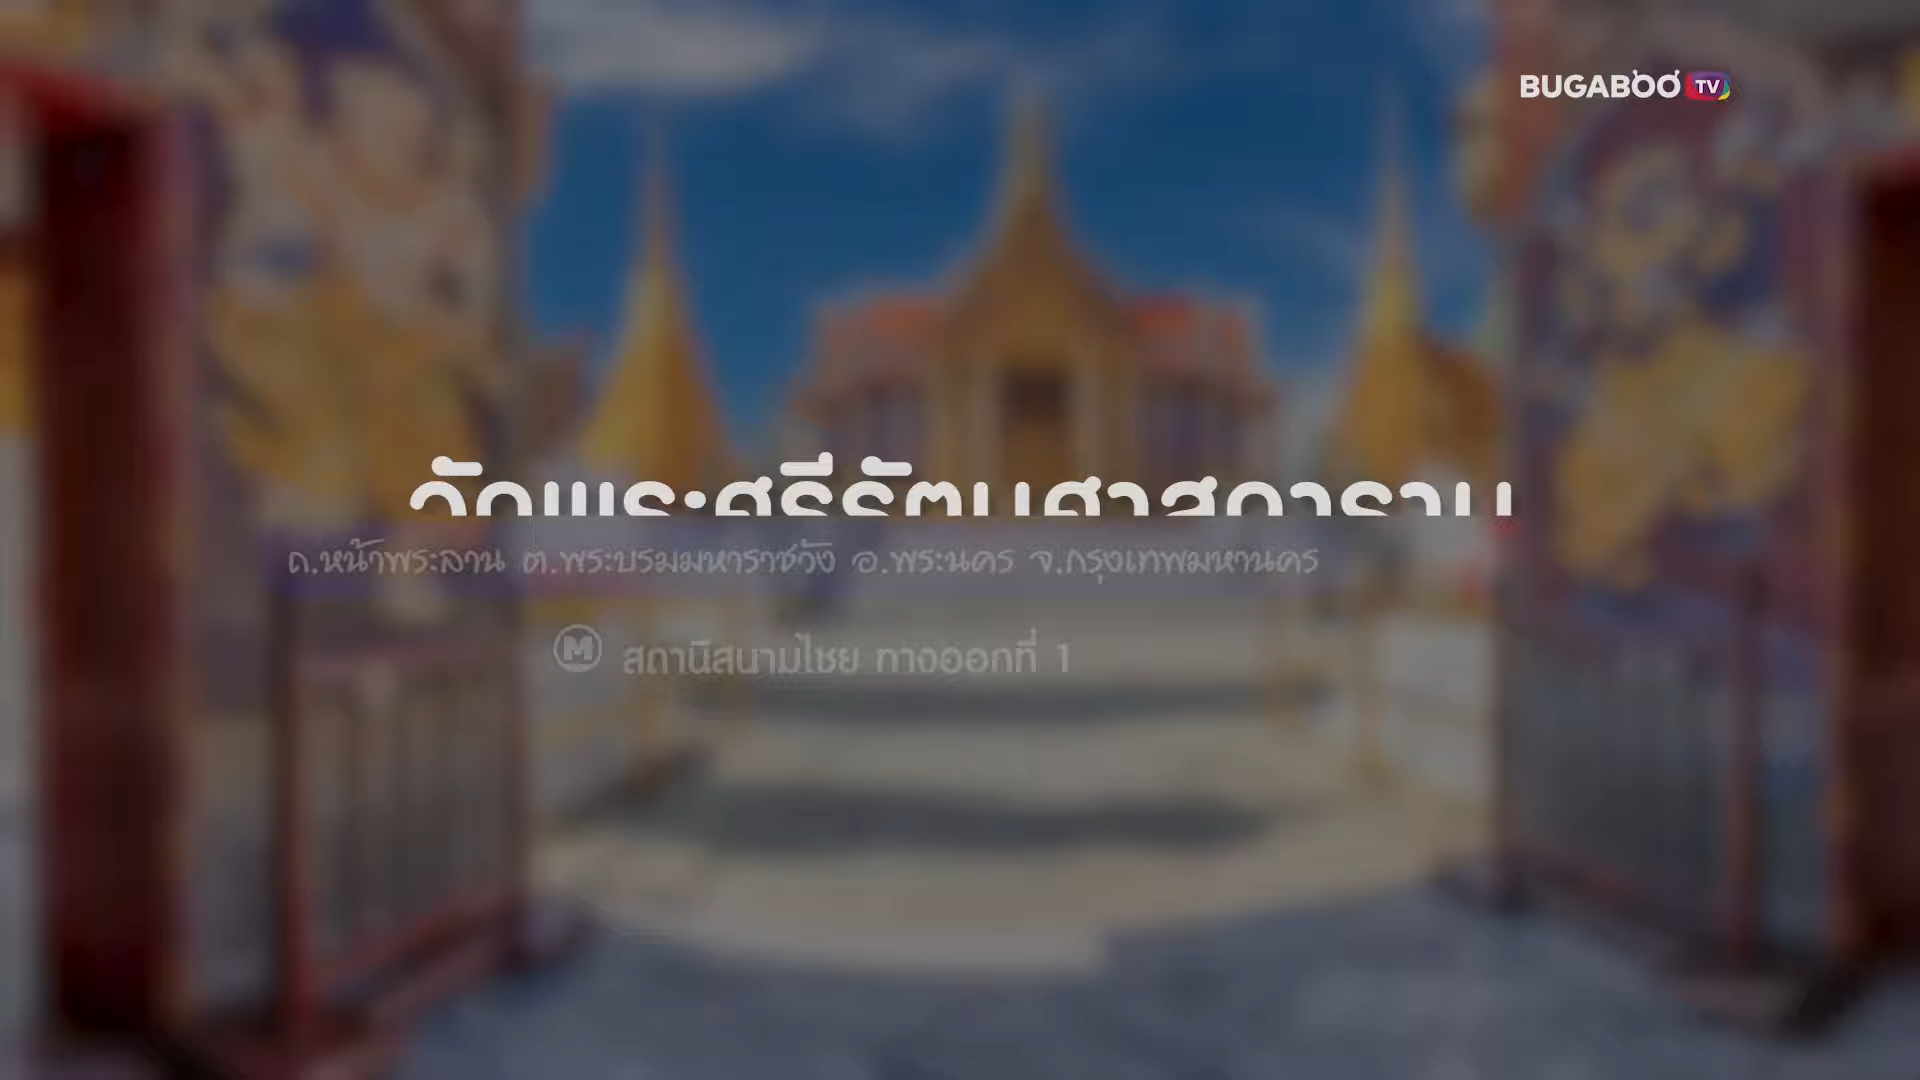 BUGABOO TV
วัดพระศรีรัตนศาสดาราม
ถ.หน้าพระลาน ต.พระบรมมหาราชวัง อ.พระนคร จ.กรุงเทพมหานคร
M สถานีสนามไชย ทางออกที่ 1